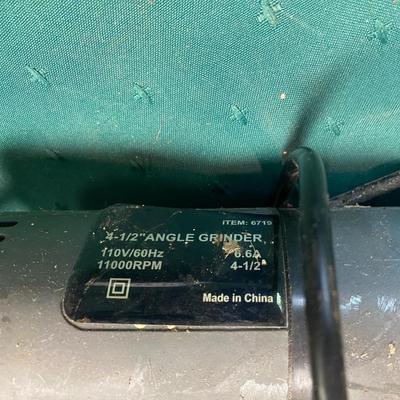 ITEM: 6719
4-1/2"ANGLE GRINDER
110V/60Hz 6.6A
11000RPM 4-1/2"
Made in China